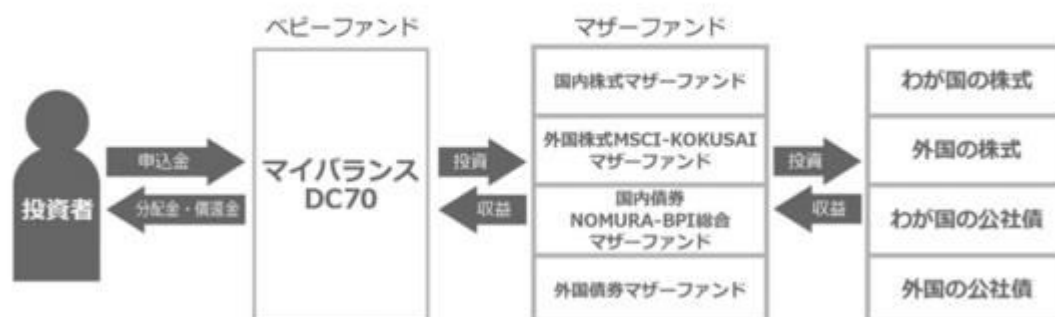 ベビーファンド
マザーファンド
投資者
申込金
分配金・償還金
マイバランス
DC70
投資
収益
国内株式マザーファンド
外国株式MSCI-KOKUSAI
マザーファンド
国内債券
NOMURA-BPI総合
マザーファンド
外国債券マザーファンド
投資
収益
わが国の株式
外国の株式
わが国の公社債
外国の公社債